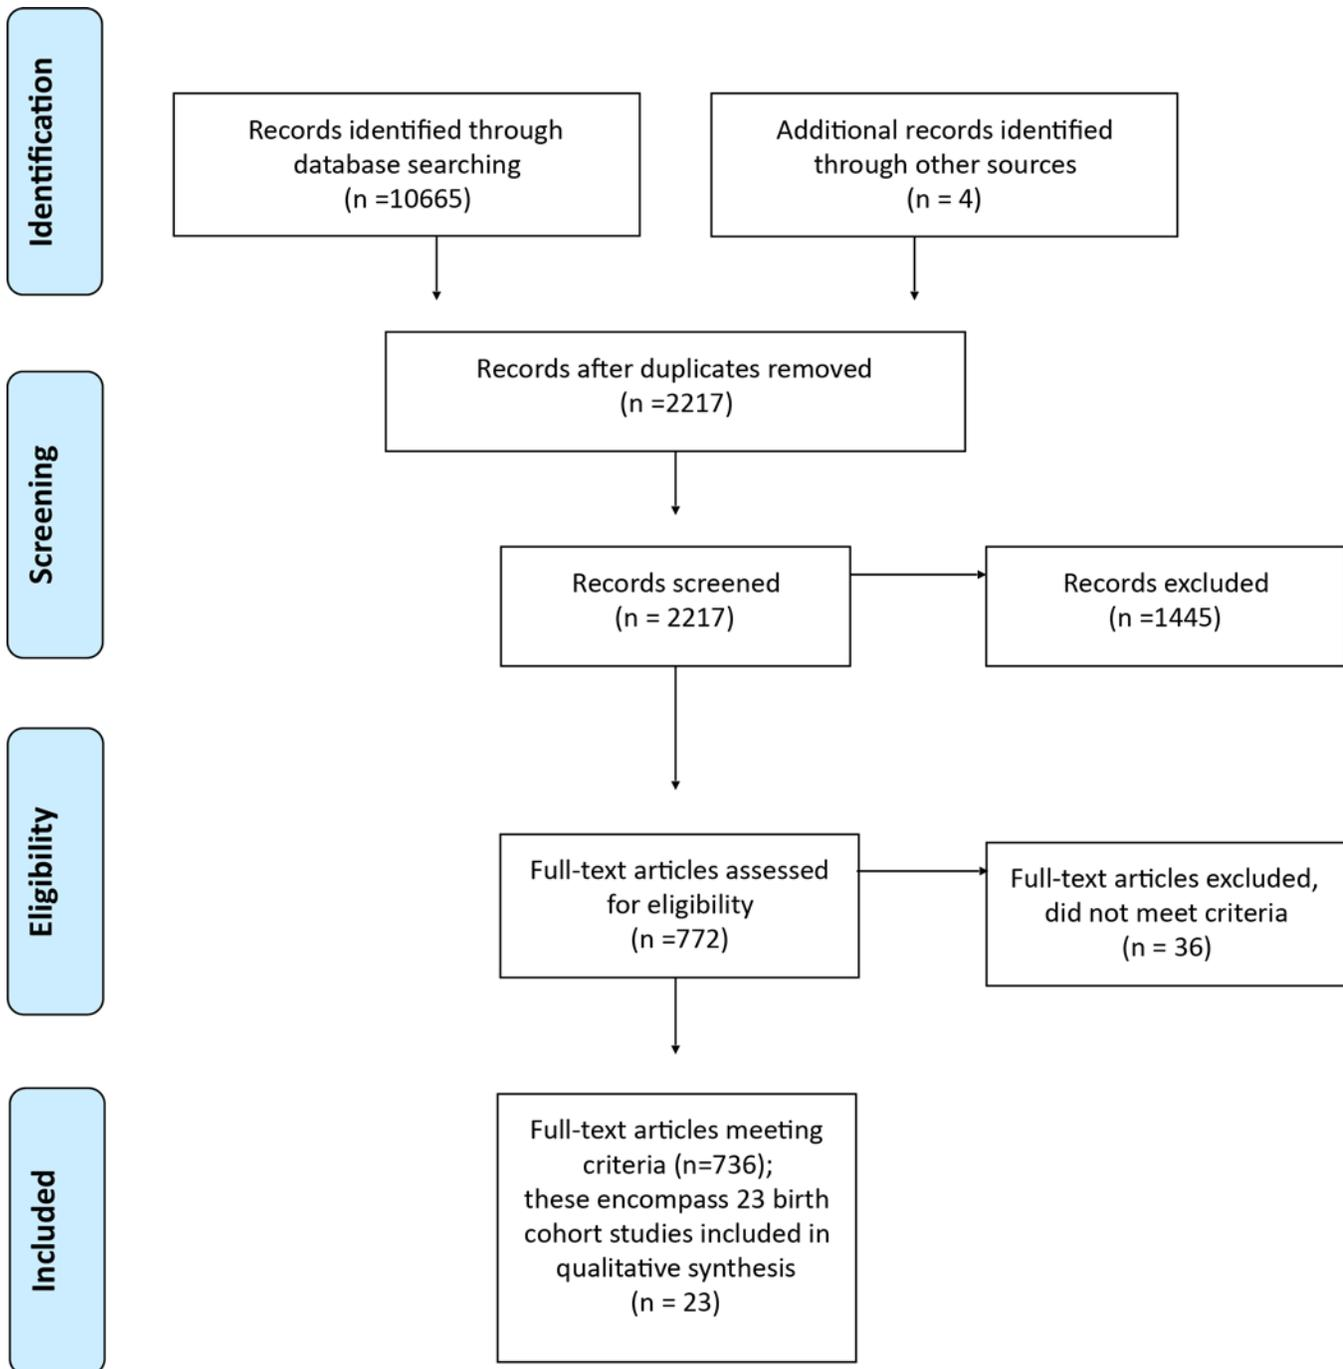 Identification
Records identified through
database searching
(n =10665)
Additional records identified
through other sources
(n = 4)
Records after duplicates removed
(n =2217)
Screening
Records screened
(n = 2217)
Records excluded
(n =1445)
Eligibility
Full-text articles assessed
for eligibility
(n =772)
Full-text articles excluded,
did not meet criteria
(n = 36)
Included
Full-text articles meeting
criteria (n=736);
these encompass 23 birth
cohort studies included in
qualitative synthesis
(n = 23)